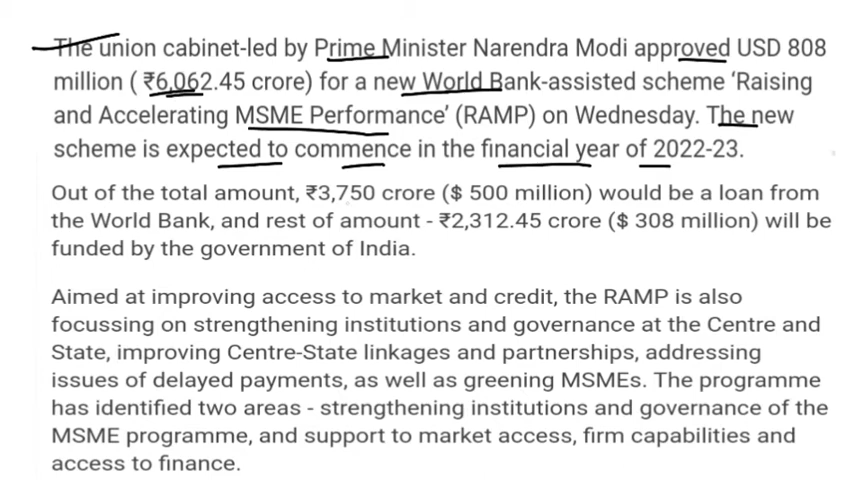 The union cabinet-led by Prime Minister Narendra Modi approved USD 808
million ( ₹6,062.45 crore) for a new World Bank-assisted scheme ‘Raising
and Accelerating MSME Performance’ (RAMP) on Wednesday. The new
scheme is expected to commence in the financial year of 2022-23.
Out of the total amount, ₹3,750 crore ($ 500 million) would be a loan from
the World Bank, and rest of amount - ₹2,312.45 crore ($ 308 million) will be
funded by the government of India.
Aimed at improving access to market and credit, the RAMP is also
focussing on strengthening institutions and governance at the Centre and
State, improving Centre-State linkages and partnerships, addressing
issues of delayed payments, as well as greening MSMEs. The programme
has identified two areas - strengthening institutions and governance of the
MSME programme, and support to market access, firm capabilities and
access to finance.